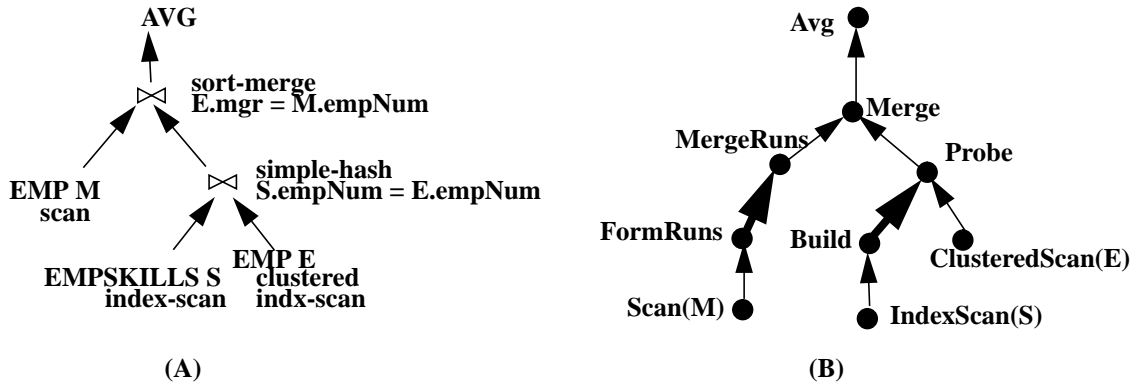 AVG
sort-merge
E.mgr = M.empNum
EMP M
scan
simple-hash
S.empNum = E.empNum
EMPSKILLS S
index-scan
EMP E
clustered
indx-scan
(A)
Avg
Merge
MergeRuns
Probe
FormRuns
Build
ClusteredScan(E)
Scan(M)
IndexScan(S)
(B)